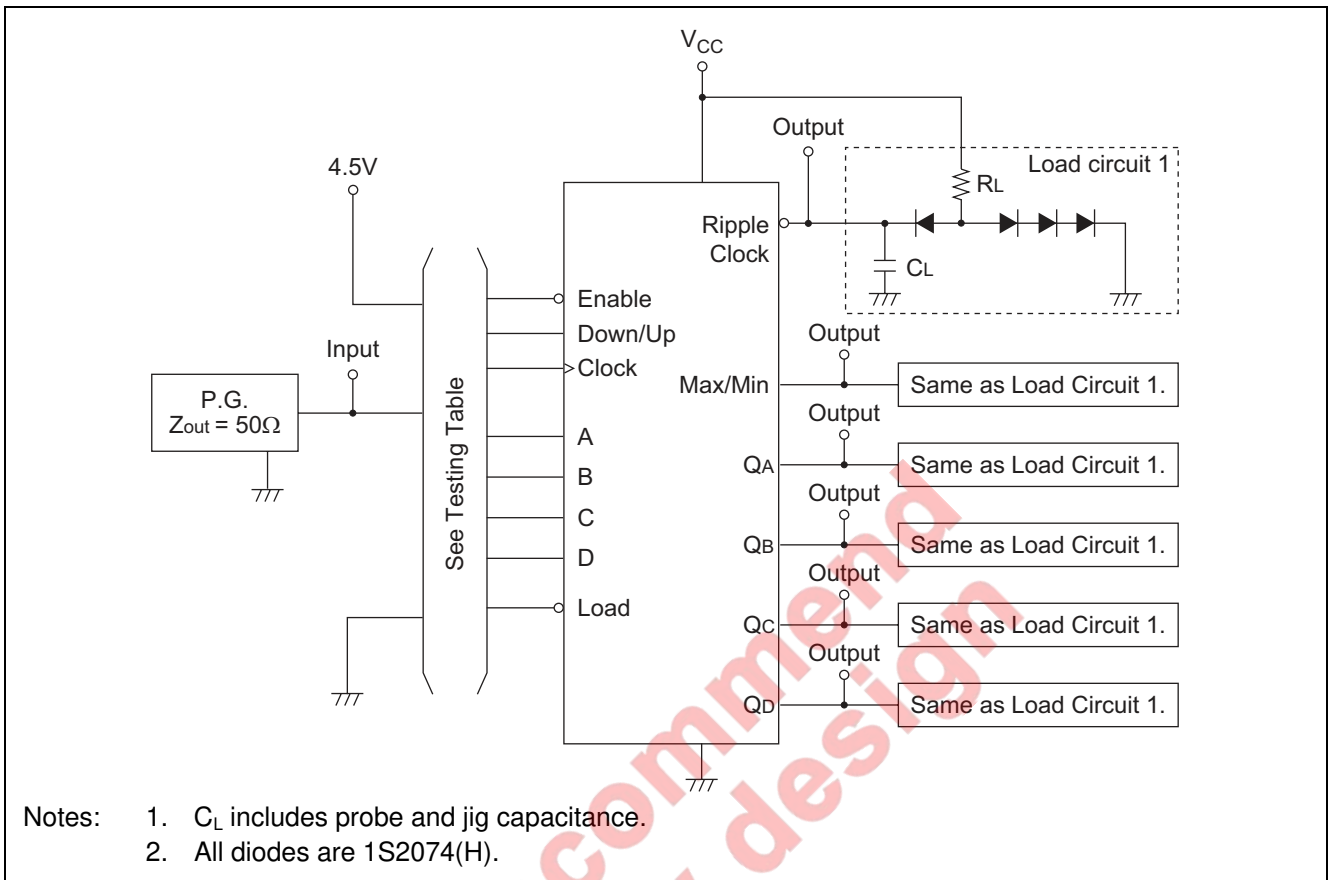 VCC
Output
Load circuit 1
4.5V
RL
Ripple
Clock
CL
Enable
Down/Up
Clock
Input
P.G.
Zout = 50Ω
See Testing Table
A
B
C
D
Load
Output
Max/Min
Same as Load Circuit 1.
Output
QA
Same as Load Circuit 1.
Output
QB
Same as Load Circuit 1.
Output
QC
Same as Load Circuit 1.
Output
QD
Same as Load Circuit 1.
Notes: 1. CL includes probe and jig capacitance.
2. All diodes are 1S2074(H).
commend
design